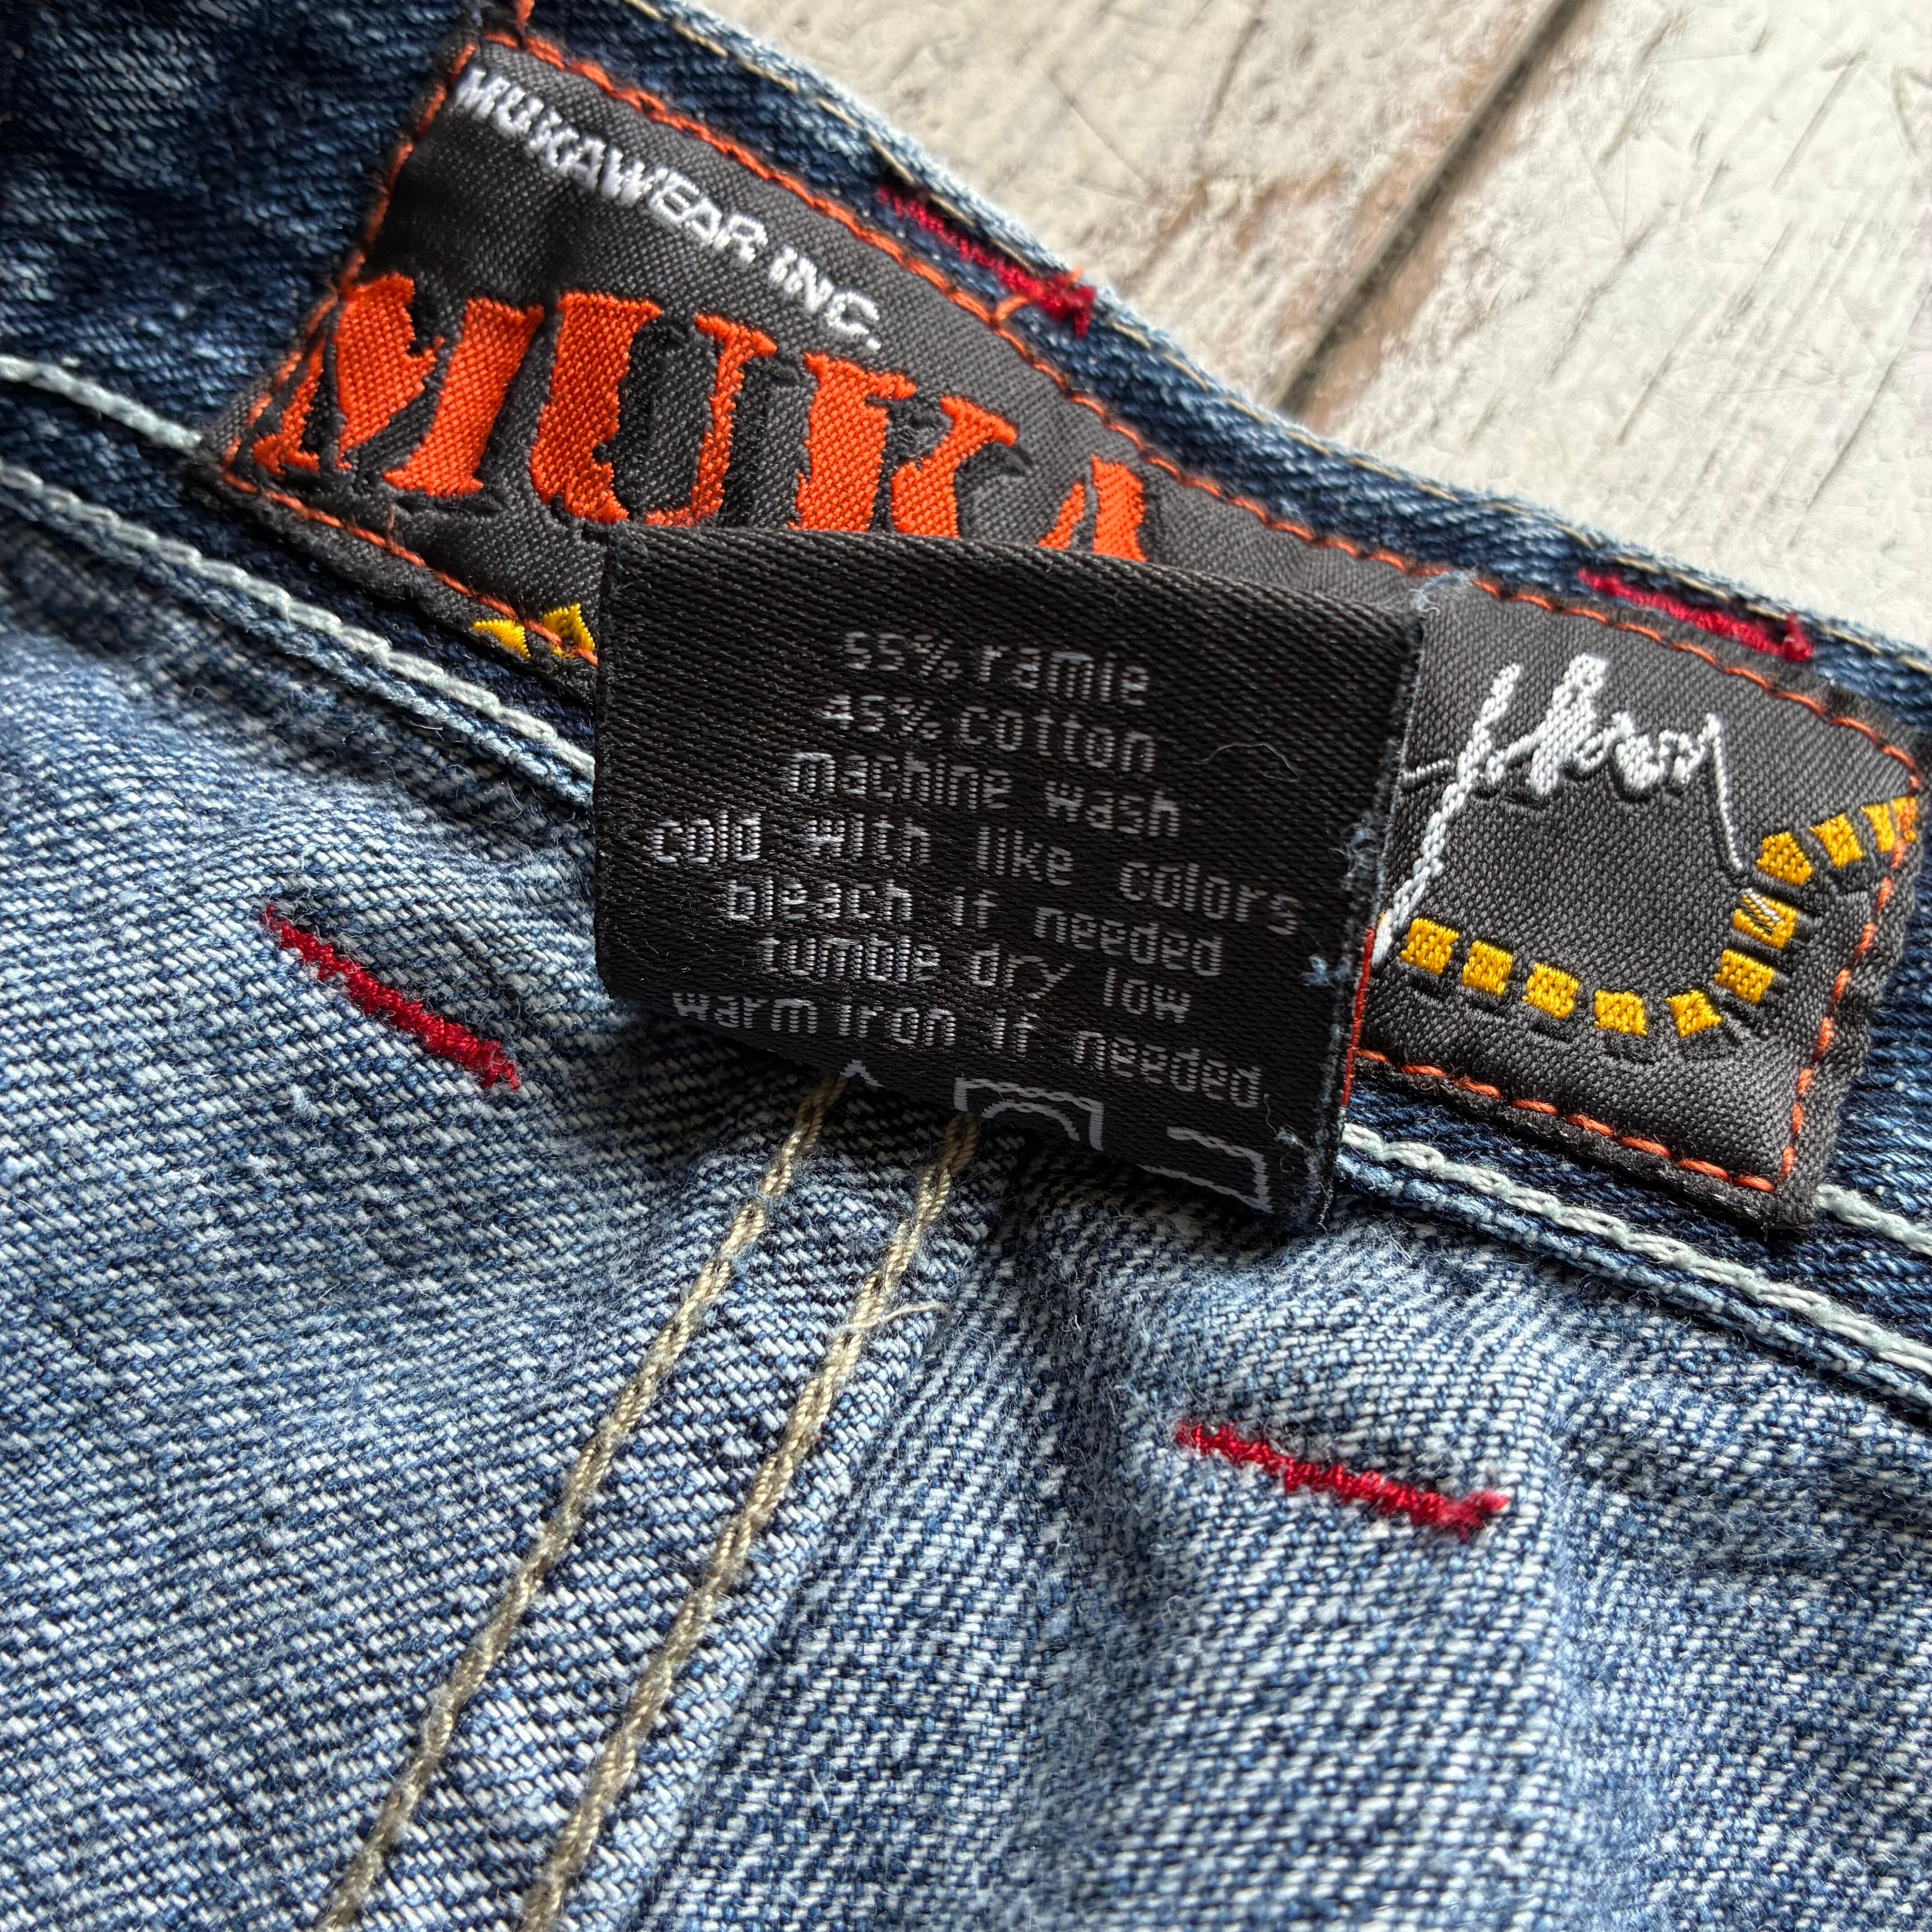 MUKAWEAR INC.
MUKA
55% ramie
45% cotton
machine wash
cold with like colors
bleach if needed
tumble dry low
warm iron if needed